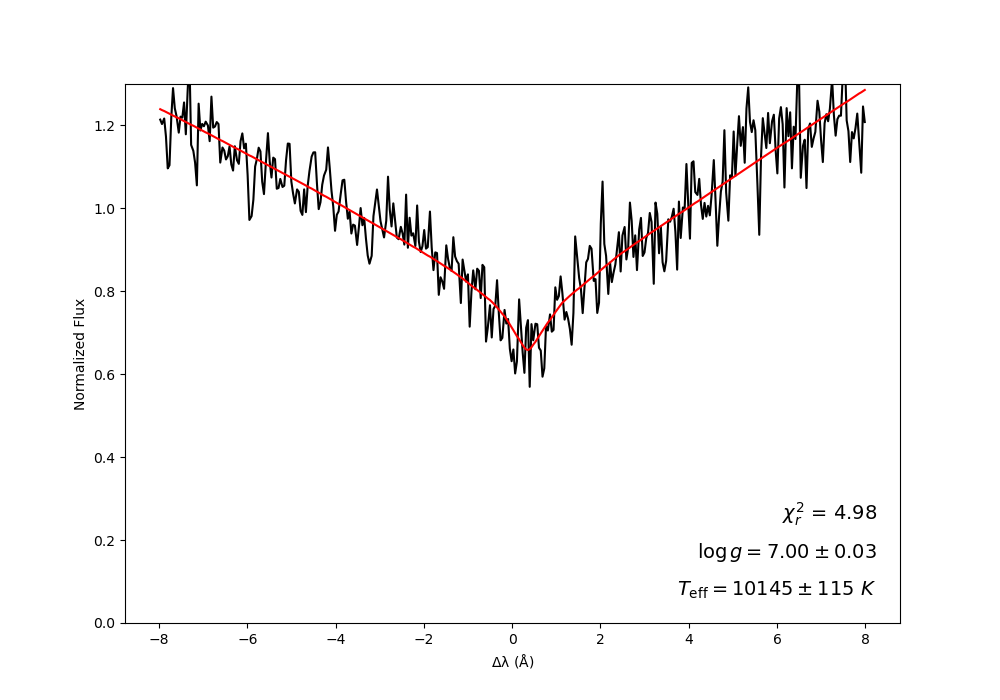 1.2
1.0
0.8
0.6
0.4
0.2
0.0
Normalized Flux
χ²ᵣ = 4.98
log g = 7.00 ± 0.03
T_eff = 10145 ± 115 K
−8 −6 −4 −2 0 2 4 6 8
Δλ (Å)